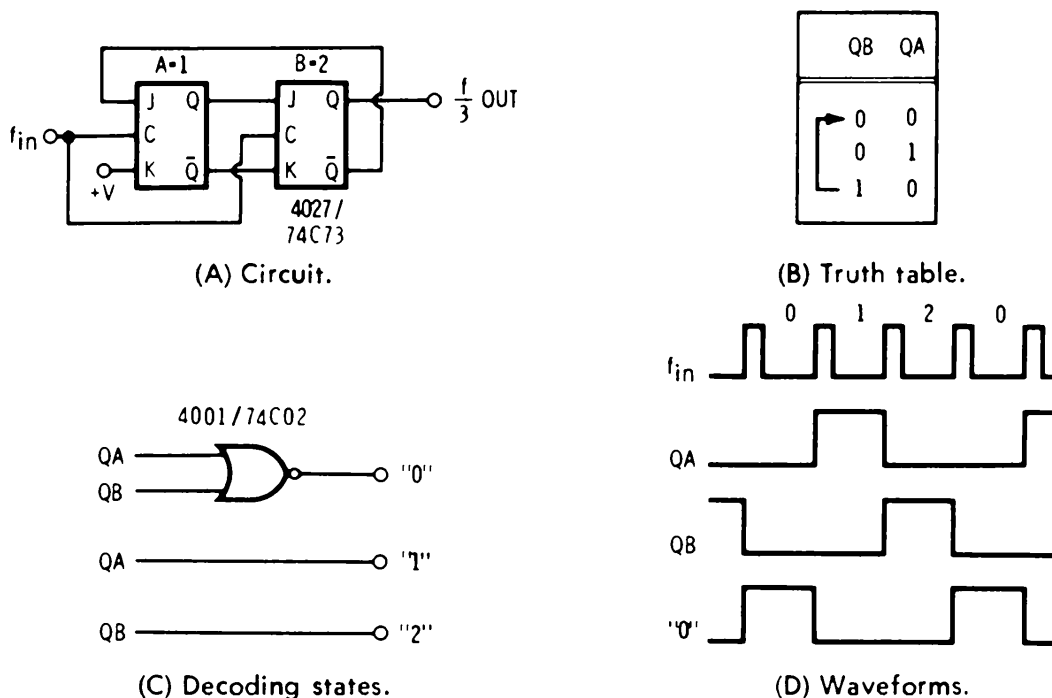 A=1
B=2
J Q
J Q
f/3 OUT
fin
C
C
K Q̅
K Q̅
+V
4027/
74C73
(A) Circuit.
QB QA
0 0
0 1
1 0
(B) Truth table.
4001/74C02
QA
QB
"0"
QA
"1"
QB
"2"
(C) Decoding states.
0 1 2 0
fin
QA
QB
"0"
(D) Waveforms.